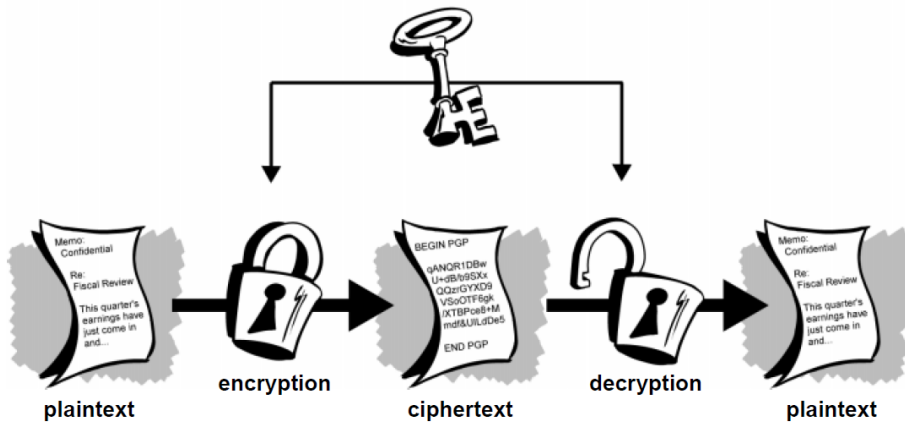 Memo:
Confidential
Re:
Fiscal Review
This quarter's
earnings have
just come in
and...
plaintext
encryption
BEGIN PGP
qANQR1DBw
U+dB/b9SXx
QQzrGYXD9
VSoOTF6gk
/XTBPce8+M
mdf&UILdDe5
END PGP
ciphertext
decryption
Memo:
Confidential
Re:
Fiscal Review
This quarter's
earnings have
just come in
and...
plaintext